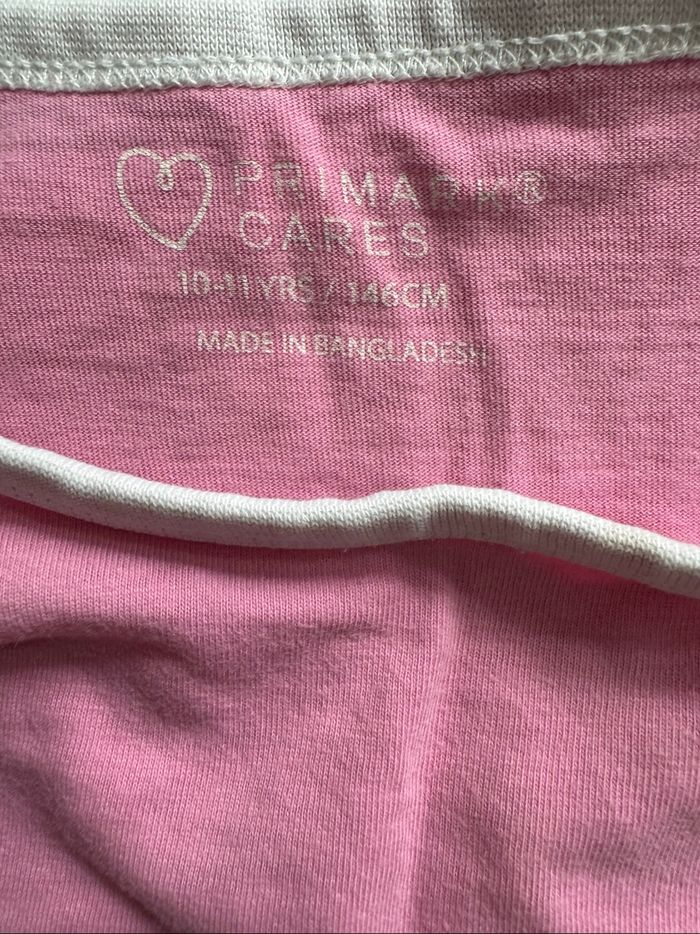 PRIMARK®
CARES
10-11 YRS / 146CM
MADE IN BANGLADESH